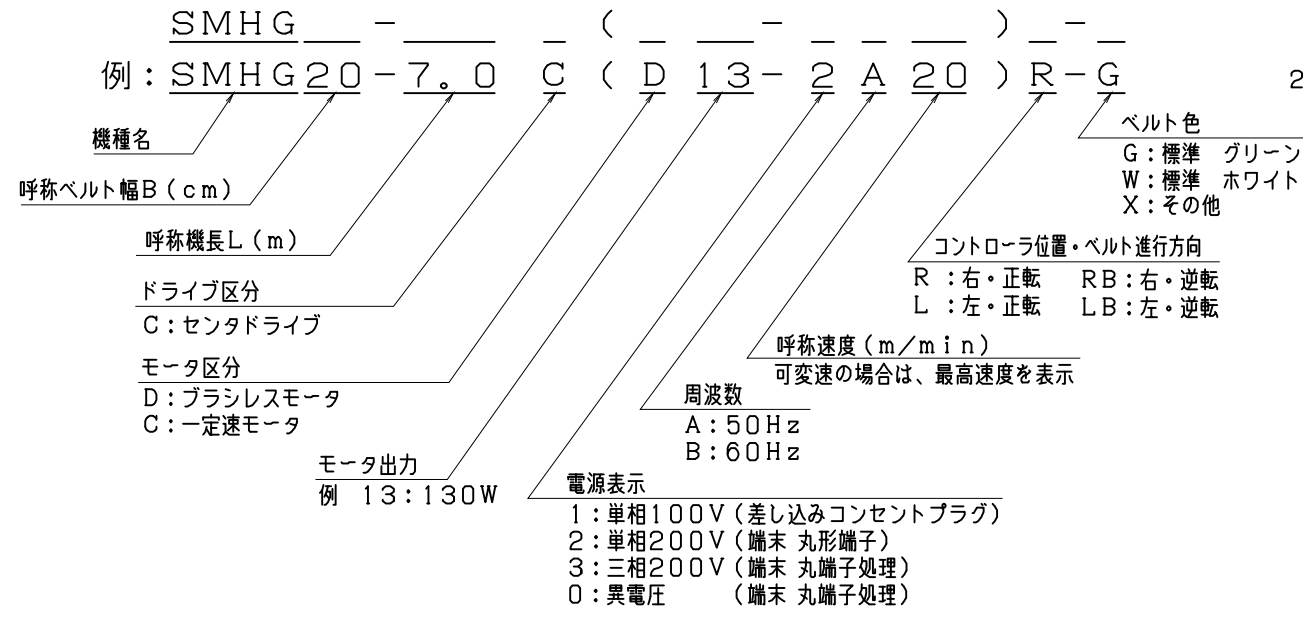 SMHG - ( - ) -
例：SMHG20-7.0 C (D13-2A20)R-G
2
ベルト色
機種名
G：標準 グリーン
W：標準 ホワイト
X：その他
呼称ベルト幅B（cm）
呼称機長L（m）
コントローラ位置・ベルト進行方向
R ：右・正転 RB：右・逆転
L ：左・正転 LB：左・逆転
ドライブ区分
C：センタドライブ
呼称速度（m/min）
可変速の場合は、最高速度を表示
モータ区分
D：ブラシレスモータ
C：一定速モータ
周波数
A：50Hz
B：60Hz
モータ出力
例 13：130W
電源表示
1：単相100V（差し込みコンセントプラグ）
2：単相200V（端末 丸形端子）
3：三相200V（端末 丸端子処理）
0：異電圧 （端末 丸端子処理）